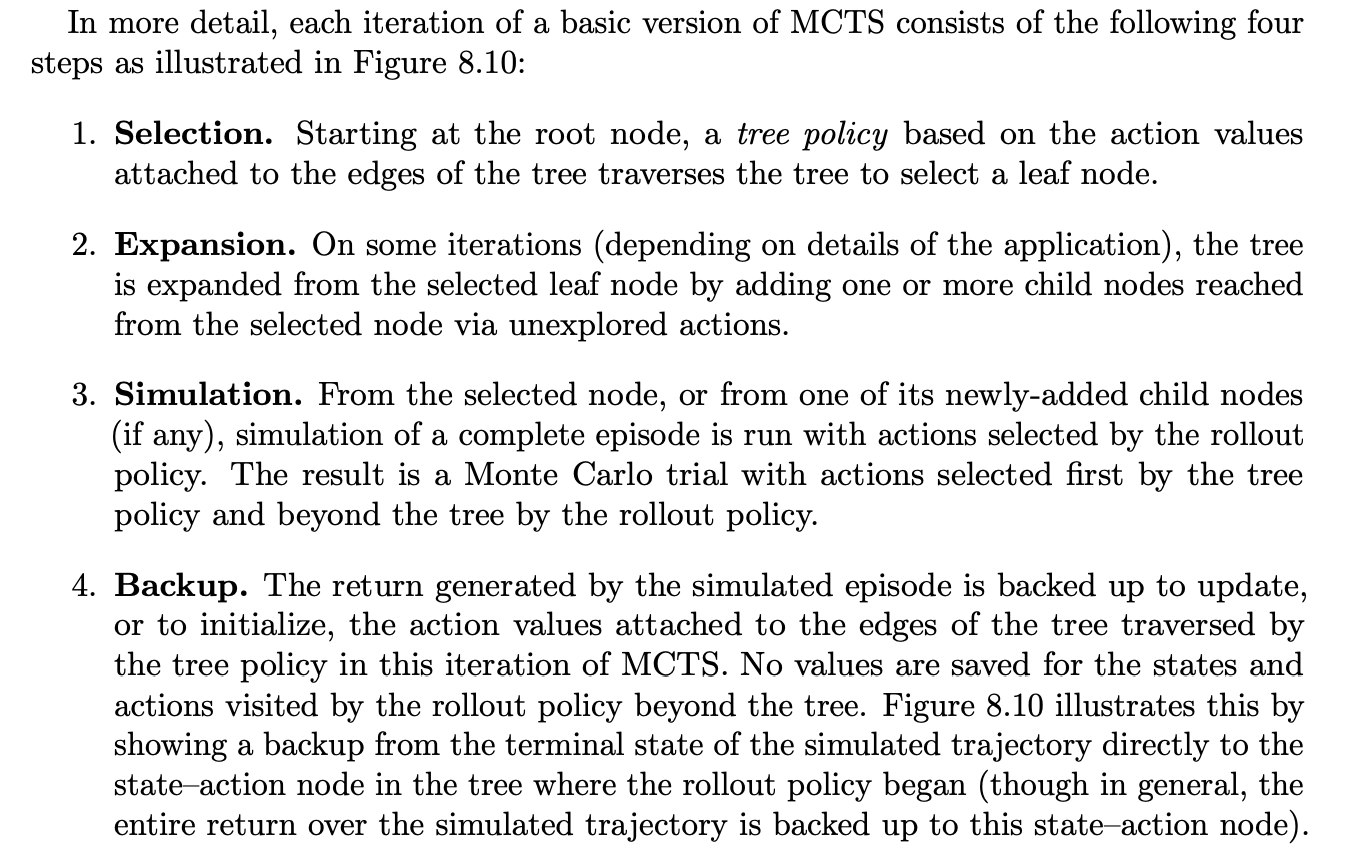 In more detail, each iteration of a basic version of MCTS consists of the following four
steps as illustrated in Figure 8.10:
1. Selection. Starting at the root node, a tree policy based on the action values
attached to the edges of the tree traverses the tree to select a leaf node.
2. Expansion. On some iterations (depending on details of the application), the tree
is expanded from the selected leaf node by adding one or more child nodes reached
from the selected node via unexplored actions.
3. Simulation. From the selected node, or from one of its newly-added child nodes
(if any), simulation of a complete episode is run with actions selected by the rollout
policy. The result is a Monte Carlo trial with actions selected first by the tree
policy and beyond the tree by the rollout policy.
4. Backup. The return generated by the simulated episode is backed up to update,
or to initialize, the action values attached to the edges of the tree traversed by
the tree policy in this iteration of MCTS. No values are saved for the states and
actions visited by the rollout policy beyond the tree. Figure 8.10 illustrates this by
showing a backup from the terminal state of the simulated trajectory directly to the
state–action node in the tree where the rollout policy began (though in general, the
entire return over the simulated trajectory is backed up to this state–action node).